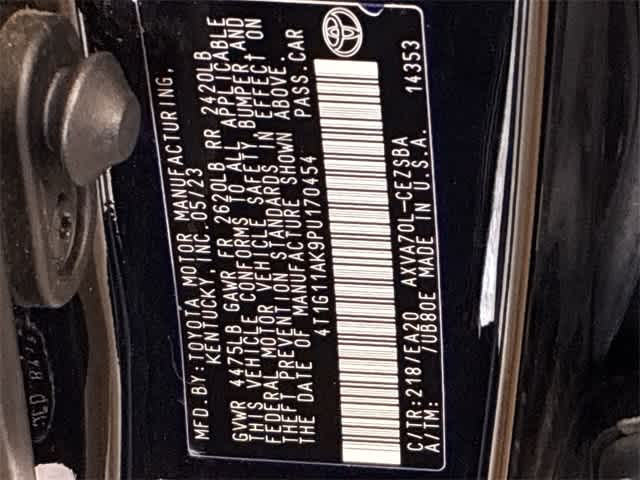 MFD.BY:TOYOTA MOTOR MANUFACTURING,
KENTUCKY, INC.05/23
GVWR 4475LB GAWR FR 2620LB RR 2420LB
THIS VEHICLE CONFORMS TO ALL APPLICABLE
FEDERAL MOTOR VEHICLE SAFETY BUMPER AND
THEFT PREVENTION STANDARDS IN EFFECT ON
THE DATE OF MANUFACTURE SHOWN ABOVE.
4T1G11AK9PU170454 PASS.CAR
C/TR:218/EA20 AXVA70L-CEZSBA 14353
A/TM: /UB80E MADE IN U.S.A.